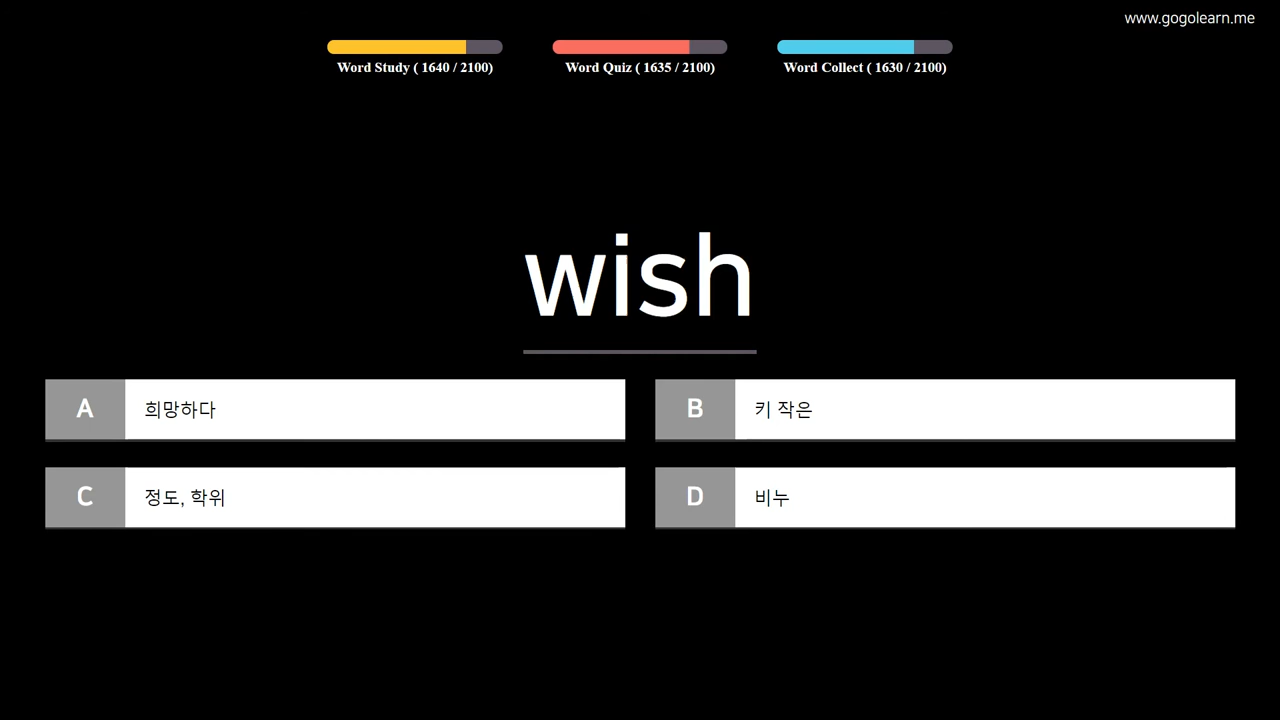 www.gogolearn.me
Word Study ( 1640 / 2100)
Word Quiz ( 1635 / 2100)
Word Collect ( 1630 / 2100)
wish
A 희망하다
B 키 작은
C 정도, 학위
D 비누